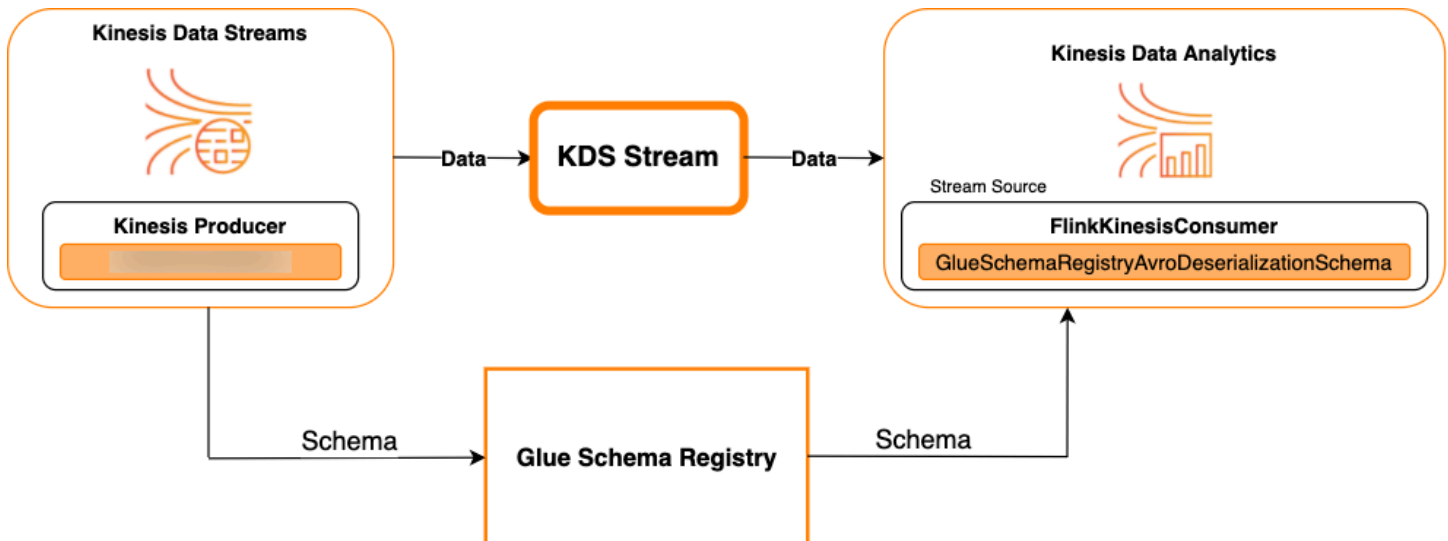 Kinesis Data Streams
Kinesis Producer
Data
KDS Stream
Data
Kinesis Data Analytics
Stream Source
FlinkKinesisConsumer
GlueSchemaRegistryAvroDeserializationSchema
Schema
Glue Schema Registry
Schema